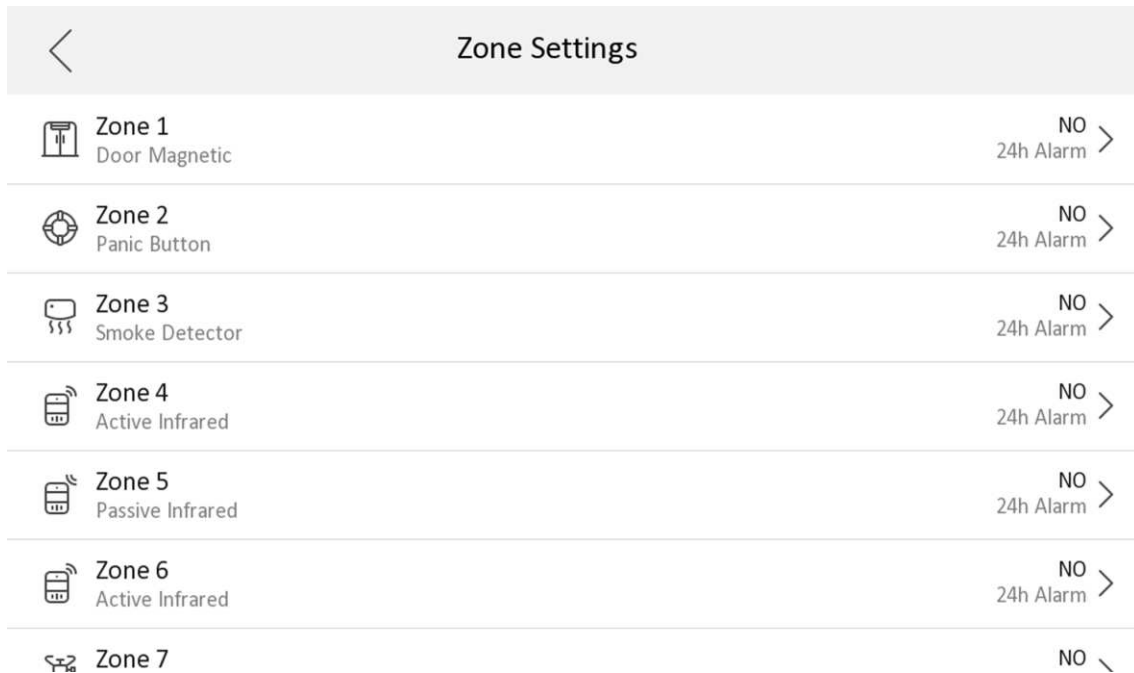 Zone Settings
Zone 1
NO
Door Magnetic
24h Alarm
Zone 2
NO
Panic Button
24h Alarm
Zone 3
NO
Smoke Detector
24h Alarm
Zone 4
NO
Active Infrared
24h Alarm
Zone 5
NO
Passive Infrared
24h Alarm
Zone 6
NO
Active Infrared
24h Alarm
Zone 7
NO